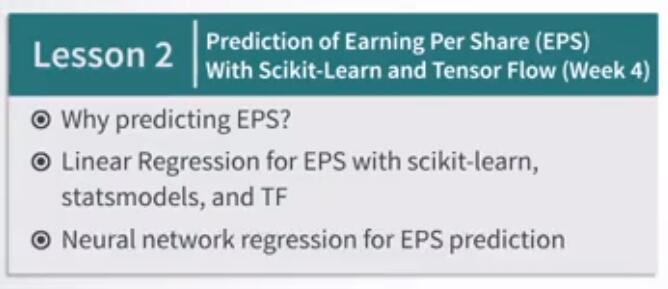 Lesson 2
Prediction of Earning Per Share (EPS)
With Scikit-Learn and Tensor Flow (Week 4)
Why predicting EPS?
Linear Regression for EPS with scikit-learn,
statsmodels, and TF
Neural network regression for EPS prediction